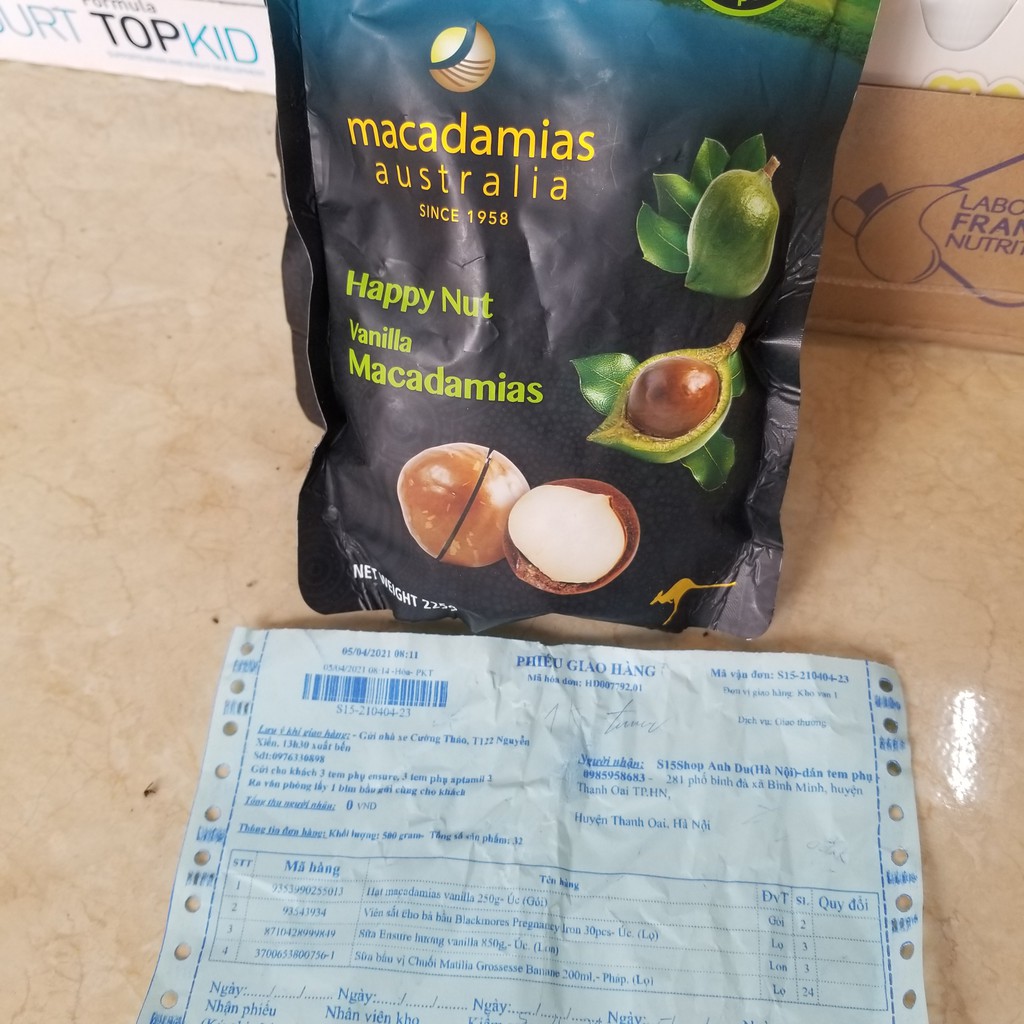 Formula
URT TOPKID
macadamias
australia
SINCE 1958
Happy Nut
Vanilla
Macadamias
NET WEIGHT 225g
LABO
FRAN
NUTRIT
05/04/2021 08:11
05/04/2021 08:14 -Hòa- PKT
S15-210404-23
PHIẾU GIAO HÀNG
Mã hóa đơn: HD007792.01
Mã vận đơn: S15-210404-23
Đơn vị giao hàng: Kho van 1
Dịch vụ: Giao thường
Lưu ý khi giao hàng: - Gửi nhà xe Cường Thảo, T122 Nguyễn
Xiển. 13h30 xuất bến
Sdt:0976330898
Gửi cho khách 3 tem phụ ensure, 3 tem phụ aptamil 2
Ra văn phòng lấy 1 bỉm bầu gửi cùng cho khách
Tổng thu người nhận: 0 VND
Người nhận: S15Shop Anh Du(Hà Nội)-dán tem phụ
0985958683 - 281 phố bình đà xã Bình Minh, huyện
Thanh Oai TP.HN,
Huyện Thanh Oai, Hà Nội
Thông tin đơn hàng: Khối lượng: 500 gram- Tổng số sản phẩm: 32
STT Mã hàng Tên hàng ĐVT SL Quy đổi
1 9353990255013 Hạt macadamias vanilla 250g- Úc (Gói) Gói 2
2 93543934 Viên sắt cho bà bầu Blackmores Pregnancy Iron 30pcs- Úc. (Lọ) Lọ 3
3 8710428999849 Sữa Ensure hương vanilla 850g,- Úc. (Lon) Lon 3
4 3700653800756-1 Sữa bầu vị Chuối Matilia Grossesse Banane 200ml,- Pháp. (Lọ) Lọ 24
Ngày:....../....../....... Ngày:....../....../....... Ngày: Ngày:
Nhận phiếu Nhân viên kho